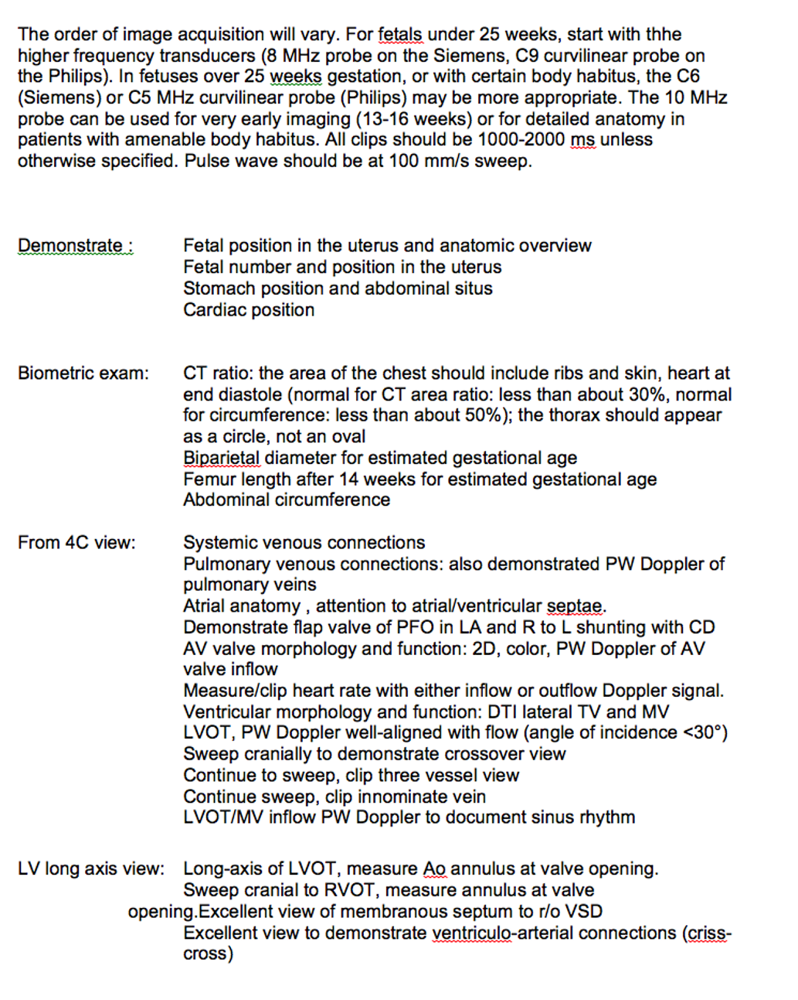 The order of image acquisition will vary. For fetals under 25 weeks, start with thhe
higher frequency transducers (8 MHz probe on the Siemens, C9 curvilinear probe on
the Philips). In fetuses over 25 weeks gestation, or with certain body habitus, the C6
(Siemens) or C5 MHz curvilinear probe (Philips) may be more appropriate. The 10 MHz
probe can be used for very early imaging (13-16 weeks) or for detailed anatomy in
patients with amenable body habitus. All clips should be 1000-2000 ms unless
otherwise specified. Pulse wave should be at 100 mm/s sweep.
Demonstrate : Fetal position in the uterus and anatomic overview
Fetal number and position in the uterus
Stomach position and abdominal situs
Cardiac position
Biometric exam: CT ratio: the area of the chest should include ribs and skin, heart at
end diastole (normal for CT area ratio: less than about 30%, normal
for circumference: less than about 50%); the thorax should appear
as a circle, not an oval
Biparietal diameter for estimated gestational age
Femur length after 14 weeks for estimated gestational age
Abdominal circumference
From 4C view: Systemic venous connections
Pulmonary venous connections: also demonstrated PW Doppler of
pulmonary veins
Atrial anatomy , attention to atrial/ventricular septae.
Demonstrate flap valve of PFO in LA and R to L shunting with CD
AV valve morphology and function: 2D, color, PW Doppler of AV
valve inflow
Measure/clip heart rate with either inflow or outflow Doppler signal.
Ventricular morphology and function: DTI lateral TV and MV
LVOT, PW Doppler well-aligned with flow (angle of incidence <30°)
Sweep cranially to demonstrate crossover view
Continue to sweep, clip three vessel view
Continue sweep, clip innominate vein
LVOT/MV inflow PW Doppler to document sinus rhythm
LV long axis view: Long-axis of LVOT, measure Ao annulus at valve opening.
Sweep cranial to RVOT, measure annulus at valve
opening.Excellent view of membranous septum to r/o VSD
Excellent view to demonstrate ventriculo-arterial connections (criss-
cross)